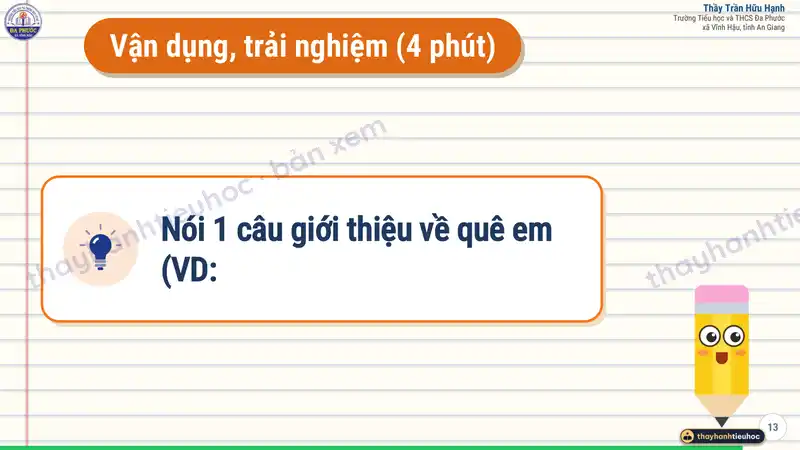 Thầy Trần Hữu Hạnh
Trường Tiểu học và THCS Đa Phước
xã Vĩnh Hậu, tỉnh An Giang
ĐA PHƯỚC
Vận dụng, trải nghiệm (4 phút)
Nói 1 câu giới thiệu về quê em
(VD:
thayhanhtieuhoc · bản xem
thayhanhtie
thayhanhtieuhoc
13